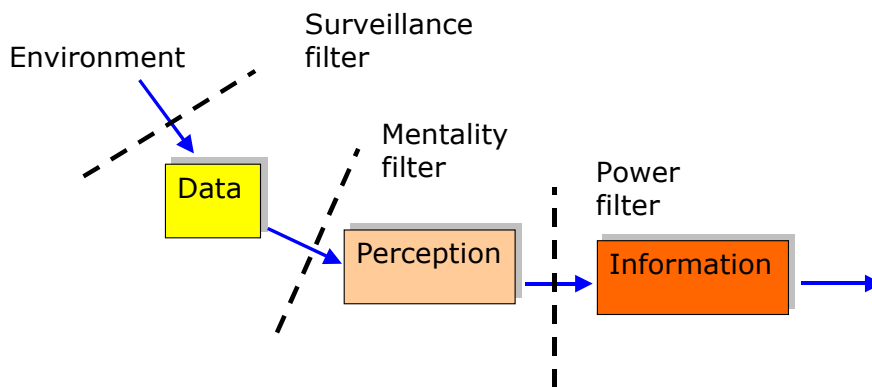 Surveillance
filter
Environment
Mentality
filter
Data
Power
filter
Perception
Information